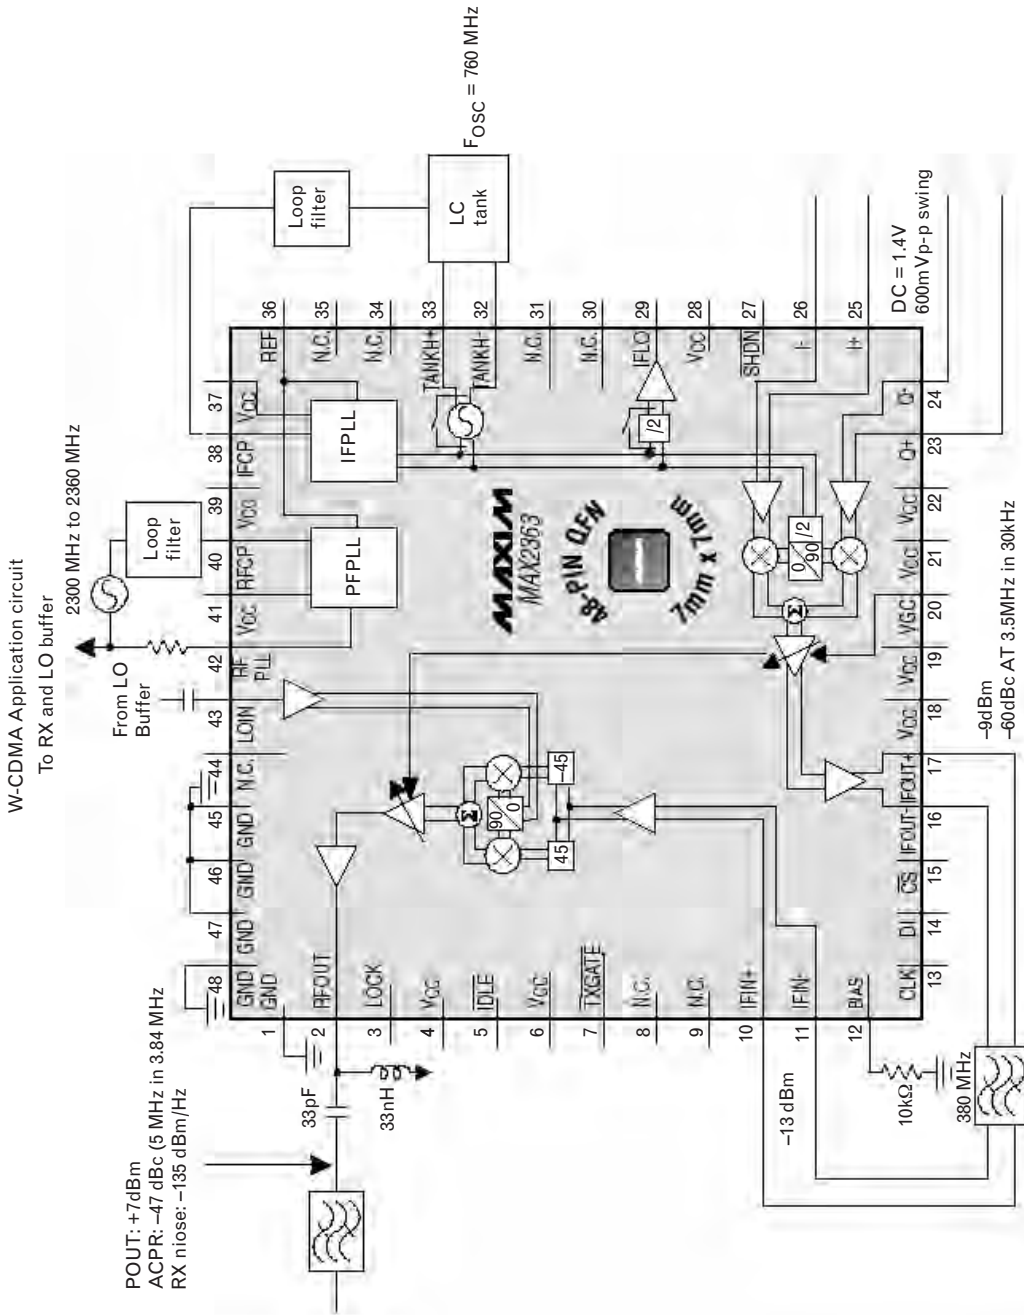 W-CDMA Application circuit
To RX and LO buffer
2300 MHz to 2360 MHz
From LO
Buffer
Loop
filter
Loop
filter
LC
tank
FOSC = 760 MHz
POUT: +7dBm
ACPR: –47 dBc (5 MHz in 3.84 MHz
RX niose: –135 dBm/Hz
48 47 46 45 44 43 42 41 40 39 38 37
GND GND GND GND N.C. LOIN RF PLL VCC RFCP VCC IFCP VCC
1 GND
2 RFOUT
3 LOCK
4 VCC
5 IDLE
6 VCC
7 TXGATE
8 N.C.
9 N.C.
10 IFIN+
11 IFIN-
12 BIAS
36 REF
35 N.C.
34 N.C.
33 TANKH+
32 TANKH-
31 N.C.
30 N.C.
29 IFLO
28 VCC
27 SHDN
26 I-
25 I+
CLK DI CS IFOUT- IFOUT+ VCC VCC VGC VCC VCC Q+ Q-
13 14 15 16 17 18 19 20 21 22 23 24
PFPLL
IFPLL
MAXIM
MAX2363
48-PIN QFN
7mm x 7mm
/2
0
90
/2
Σ
Σ
90
0
45
–45
33pF
33nH
–13 dBm
10kΩ
380 MHz
–9dBm
–60dBc AT 3.5MHz in 30kHz
DC = 1.4V
600mVp-p swing